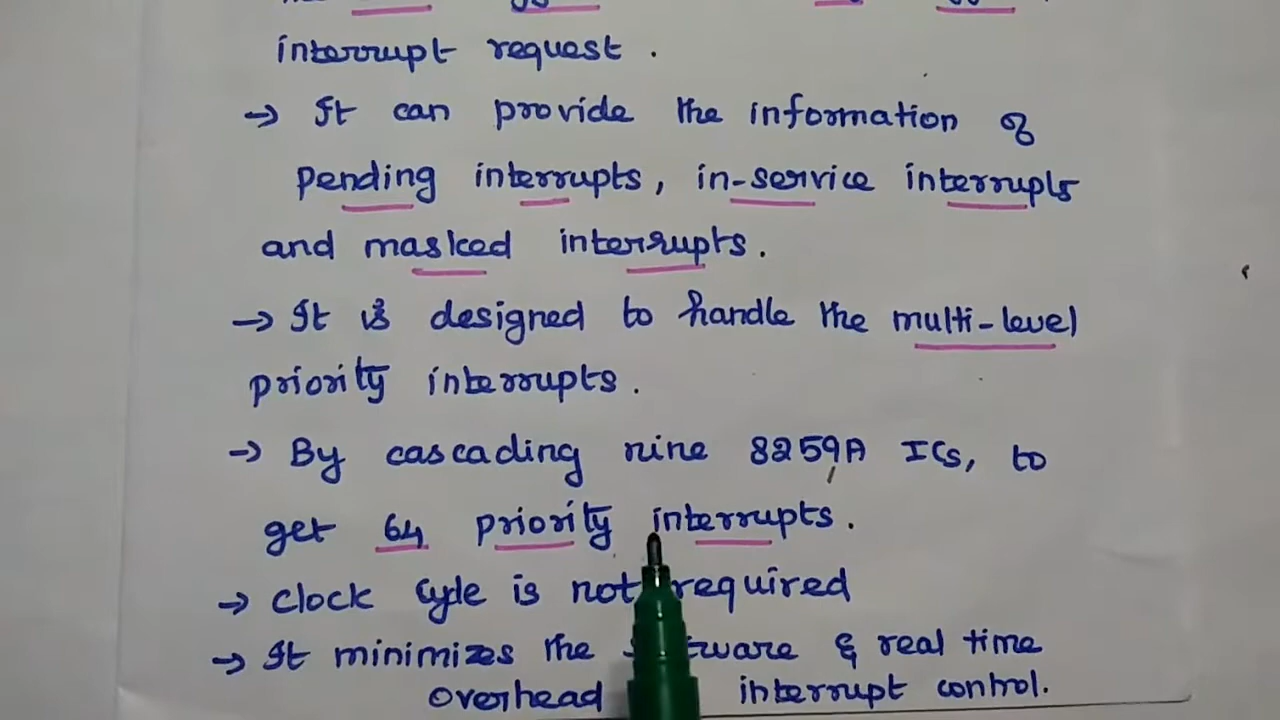 interrupt request .
→ It can provide the information of
pending interrupts, in-service interrupts
and masked interrupts.
→ It is designed to handle the multi-level
priority interrupts.
→ By cascading nine 8259A ICs, to
get 64 priority interrupts.
→ Clock Cycle is not required
→ It minimizes the & real time
overhead interrupt control.